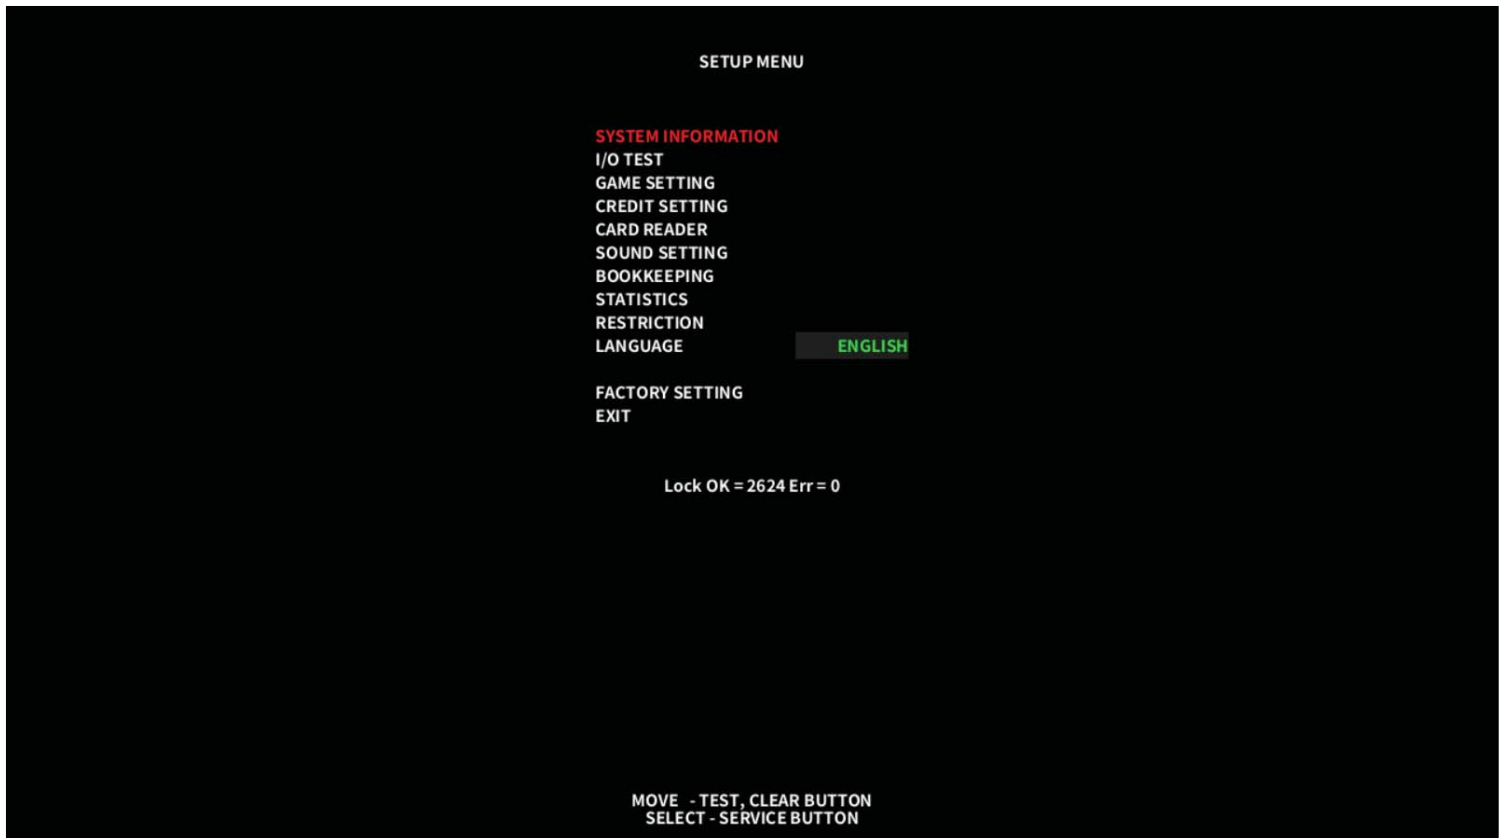 SETUP MENU
SYSTEM INFORMATION
I/O TEST
GAME SETTING
CREDIT SETTING
CARD READER
SOUND SETTING
BOOKKEEPING
STATISTICS
RESTRICTION
LANGUAGE ENGLISH
FACTORY SETTING
EXIT
Lock OK = 2624 Err = 0
MOVE - TEST, CLEAR BUTTON
SELECT - SERVICE BUTTON